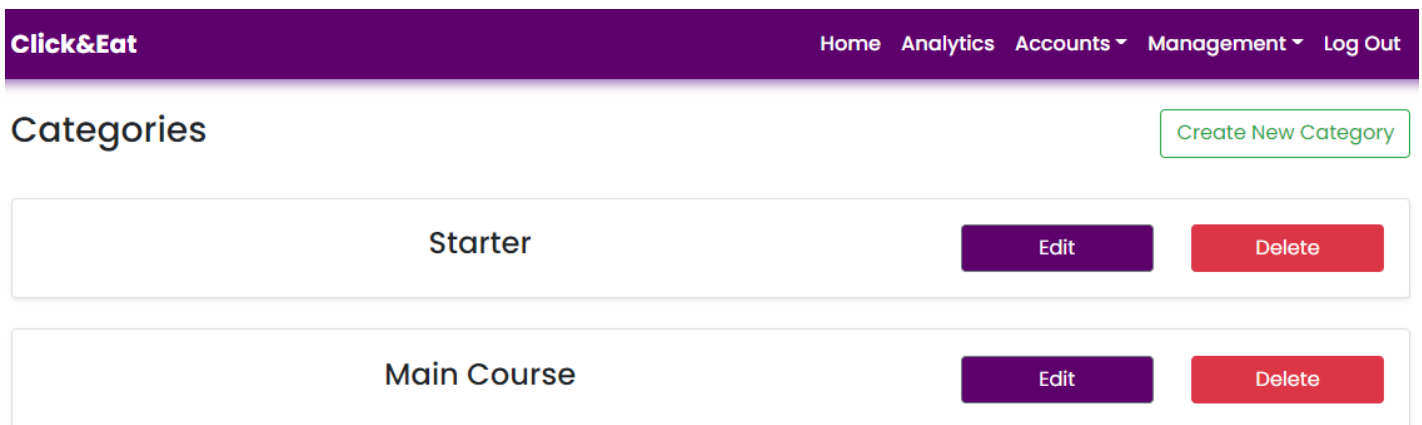 Click&Eat Home Analytics Accounts Management Log Out
Categories Create New Category
Starter Edit Delete
Main Course Edit Delete